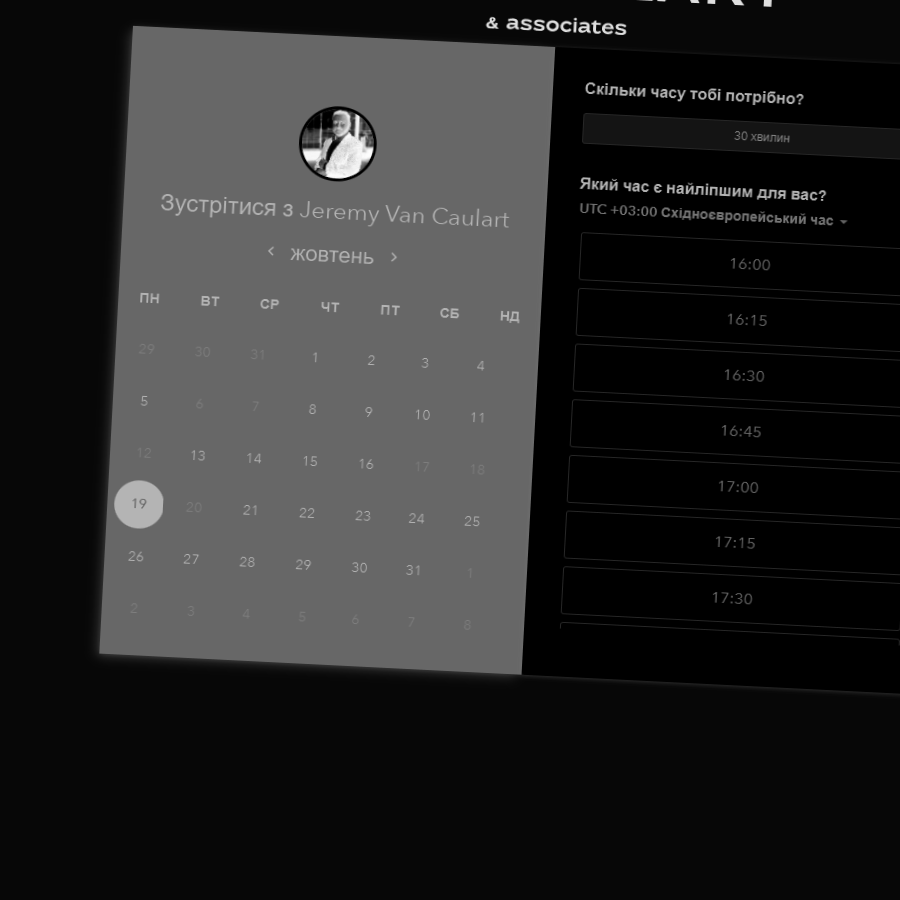 & associates
Зустрітися з Jeremy Van Caulart
жовтень
ПН ВТ СР ЧТ ПТ СБ НД
29 30 31 1 2 3 4
5 6 7 8 9 10 11
12 13 14 15 16 17 18
19 20 21 22 23 24 25
26 27 28 29 30 31 1
2 3 4 5 6 7 8
Скільки часу тобі потрібно?
30 хвилин
Який час є найліпшим для вас?
UTC +03:00 Східноєвропейський час
16:00
16:15
16:30
16:45
17:00
17:15
17:30